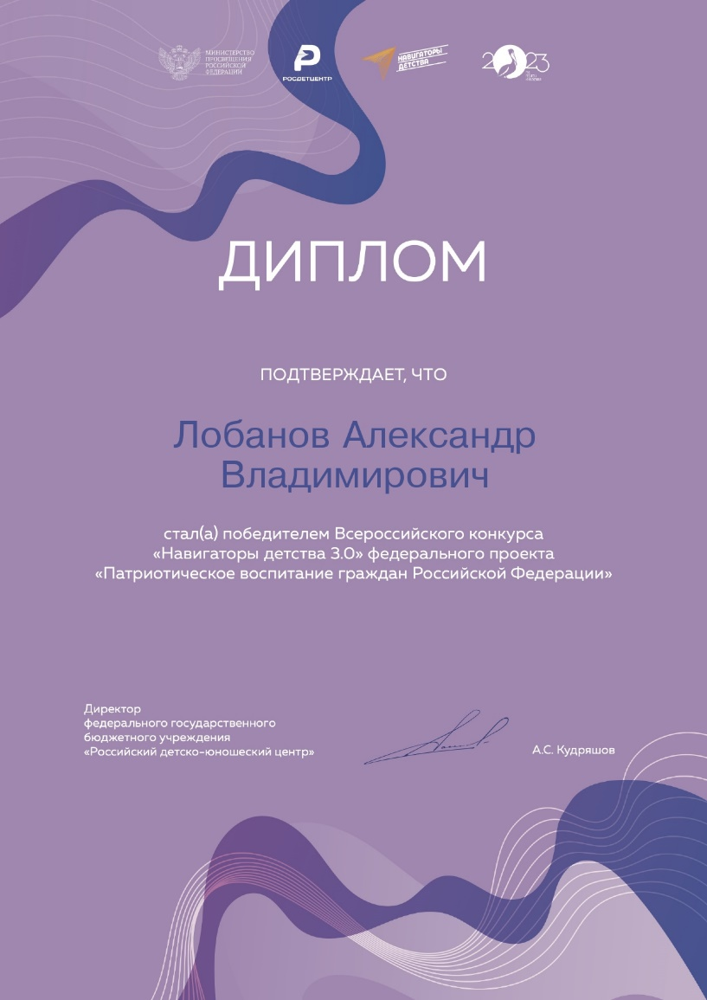 МИНИСТЕРСТВО
ПРОСВЕЩЕНИЯ
РОССИЙСКОЙ
ФЕДЕРАЦИИ
РОСДЕТЦЕНТР
НАВИГАТОРЫ
ДЕТСТВА
2023
ДИПЛОМ
ПОДТВЕРЖДАЕТ, ЧТО
Лобанов Александр
Владимирович
стал(а) победителем Всероссийского конкурса
«Навигаторы детства 3.0» федерального проекта
«Патриотическое воспитание граждан Российской Федерации»
Директор
федерального государственного
бюджетного учреждения
«Российский детско-юношеский центр»
А.С. Кудряшов